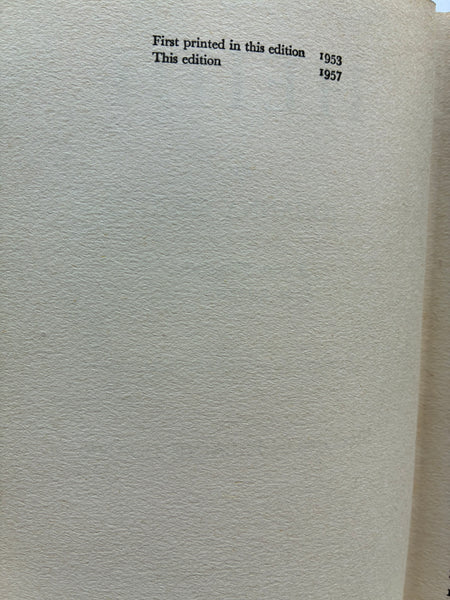 First printed in this edition 1953
This edition 1957